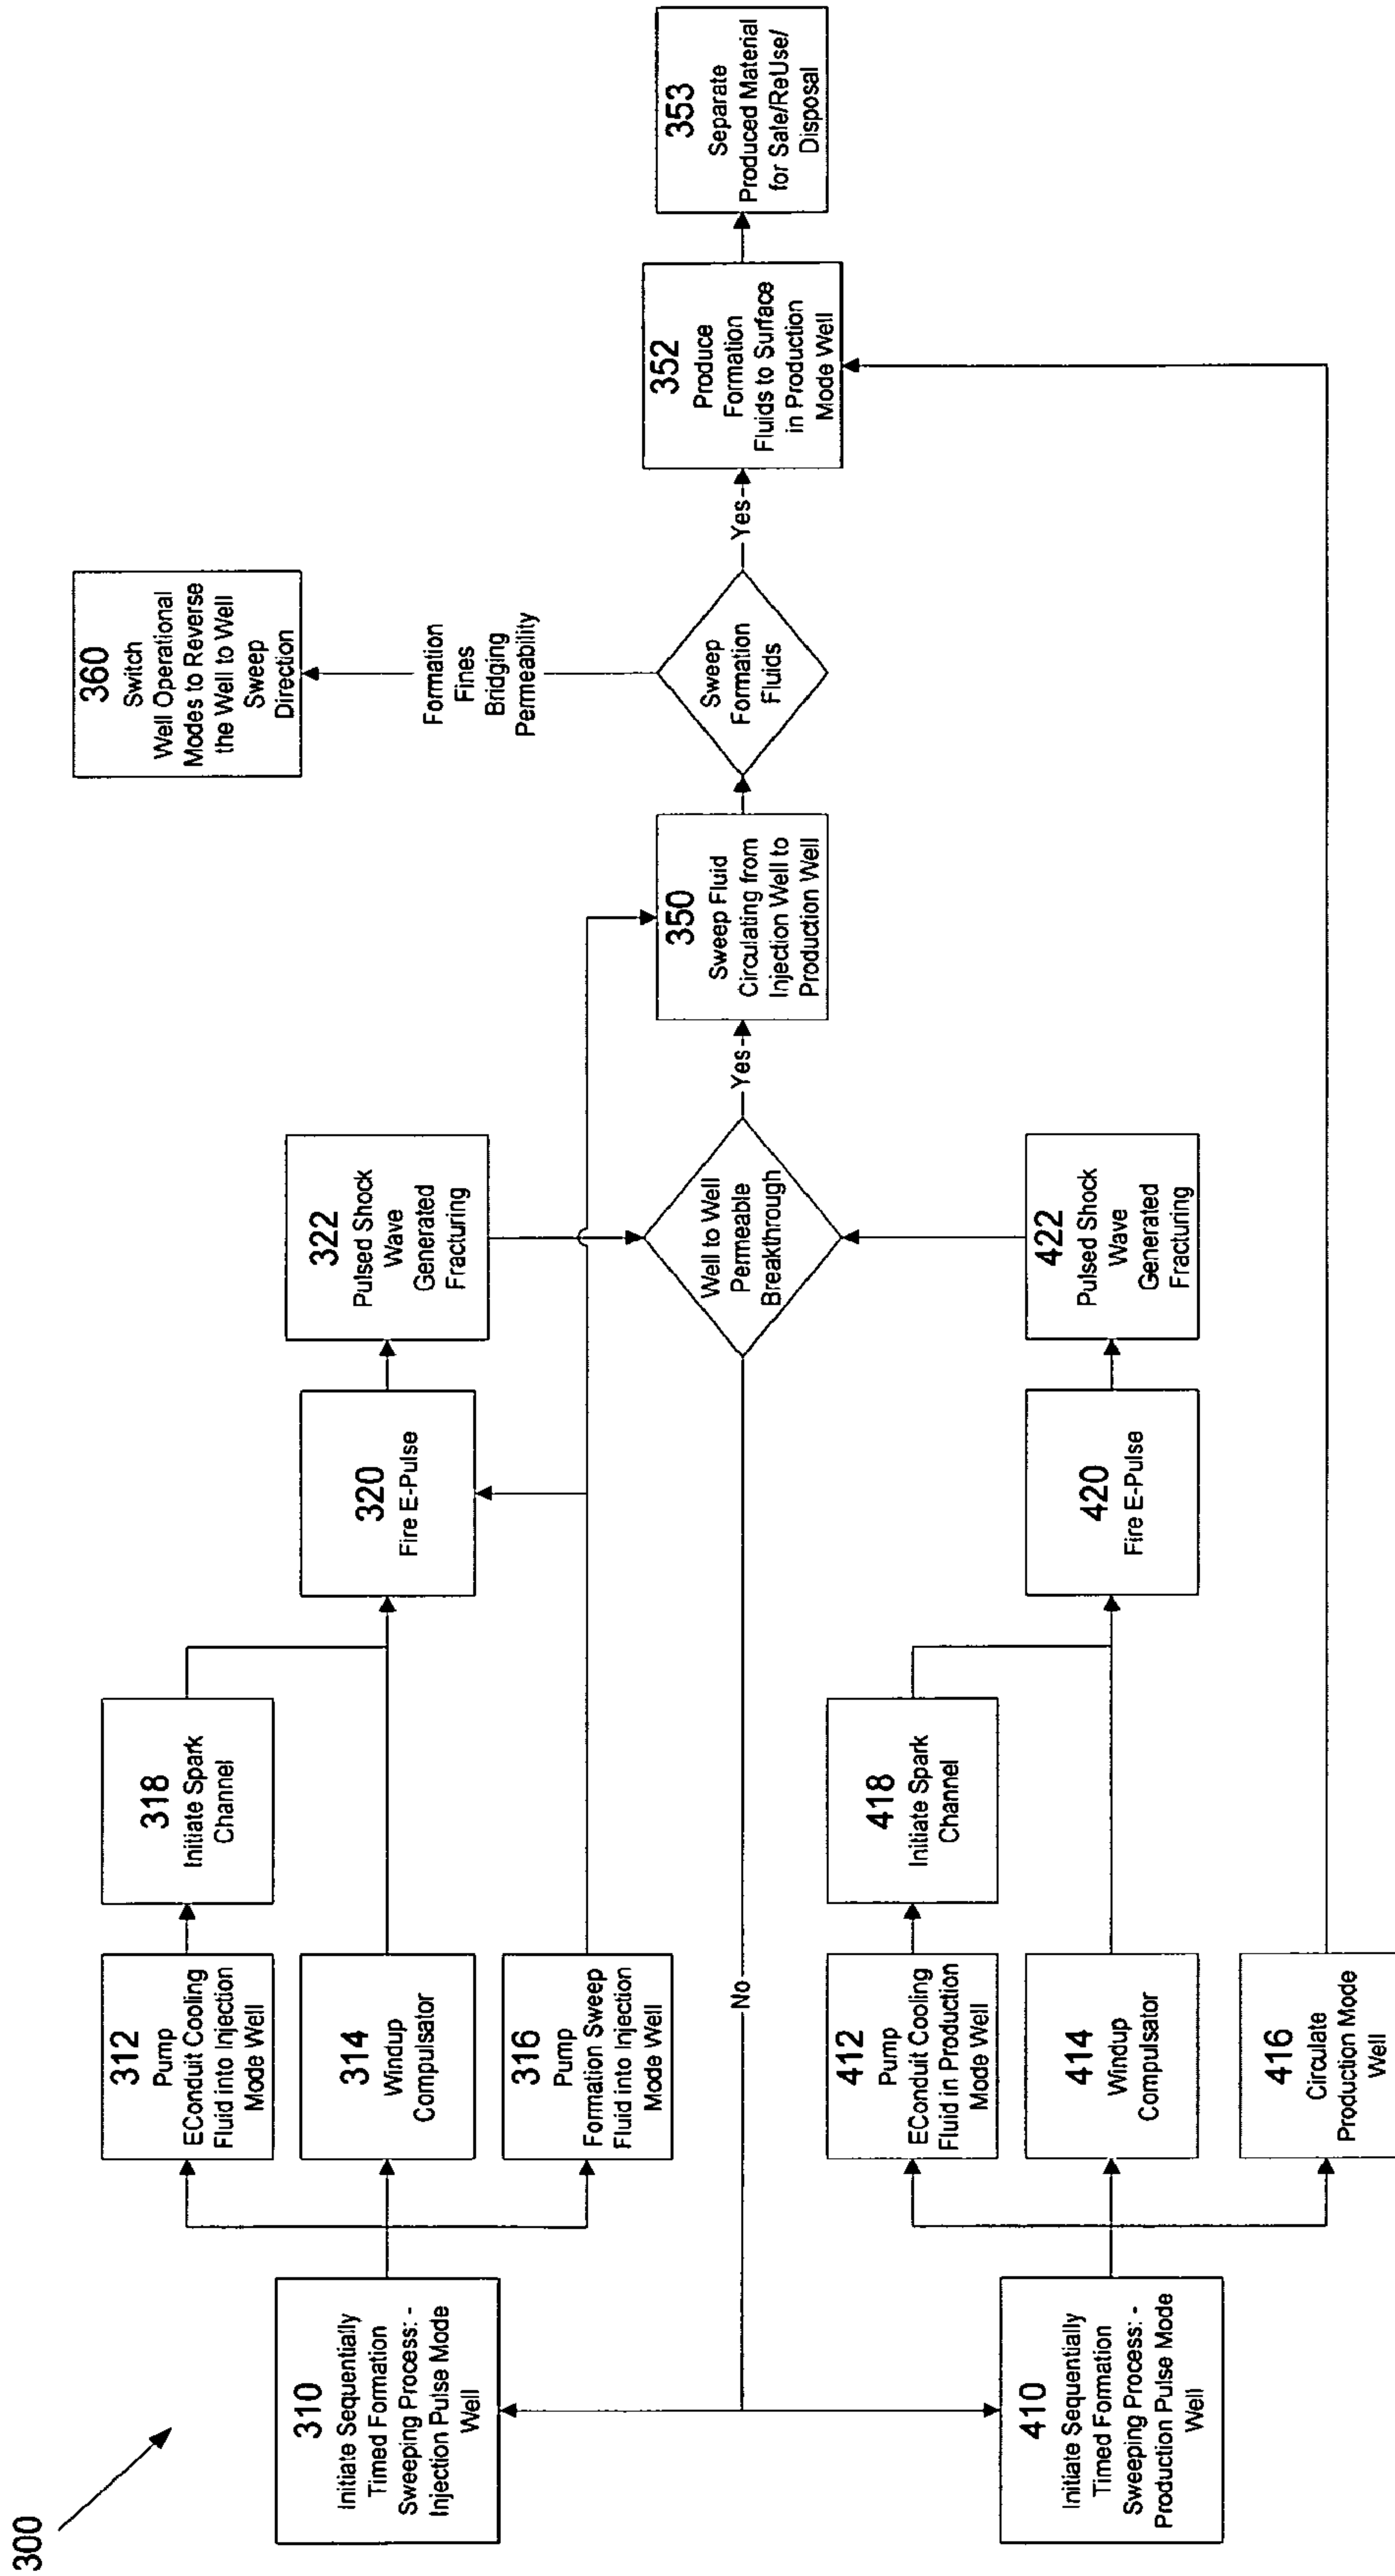 300
310
Initiate Sequentially
Timed Formation
Sweeping Process: -
Injection Pulse Mode
Well
312
Pump
EConduit Cooling
Fluid into Injection
Mode Well
314
Windup
Compulsator
316
Pump
Formation Sweep
Fluid into Injection
Mode Well
318
Initiate Spark
Channel
320
Fire E-Pulse
322
Pulsed Shock
Wave
Generated
Fracturing
No
Well to Well
Permeable
Breakthrough
Yes
350
Sweep Fluid
Circulating from
Injection Well to
Production Well
Sweep
Formation
Fluids
Formation
Fines
Bridging
Permeability
360
Switch
Well Operational
Modes to Reverse
the Well to Well
Sweep
Direction
Yes
352
Produce
Formation
Fluids to Surface
in Production
Mode Well
353
Separate
Produced Material
for Sale/ReUse/
Disposal
410
Initiate Sequentially
Timed Formation
Sweeping Process: -
Production Pulse Mode
Well
412
Pump
EConduit Cooling
Fluid in Production
Mode Well
414
Windup
Compulsator
416
Circulate
Production Mode
Well
418
Initiate Spark
Channel
420
Fire E-Pulse
422
Pulsed Shock
Wave
Generated
Fracturing